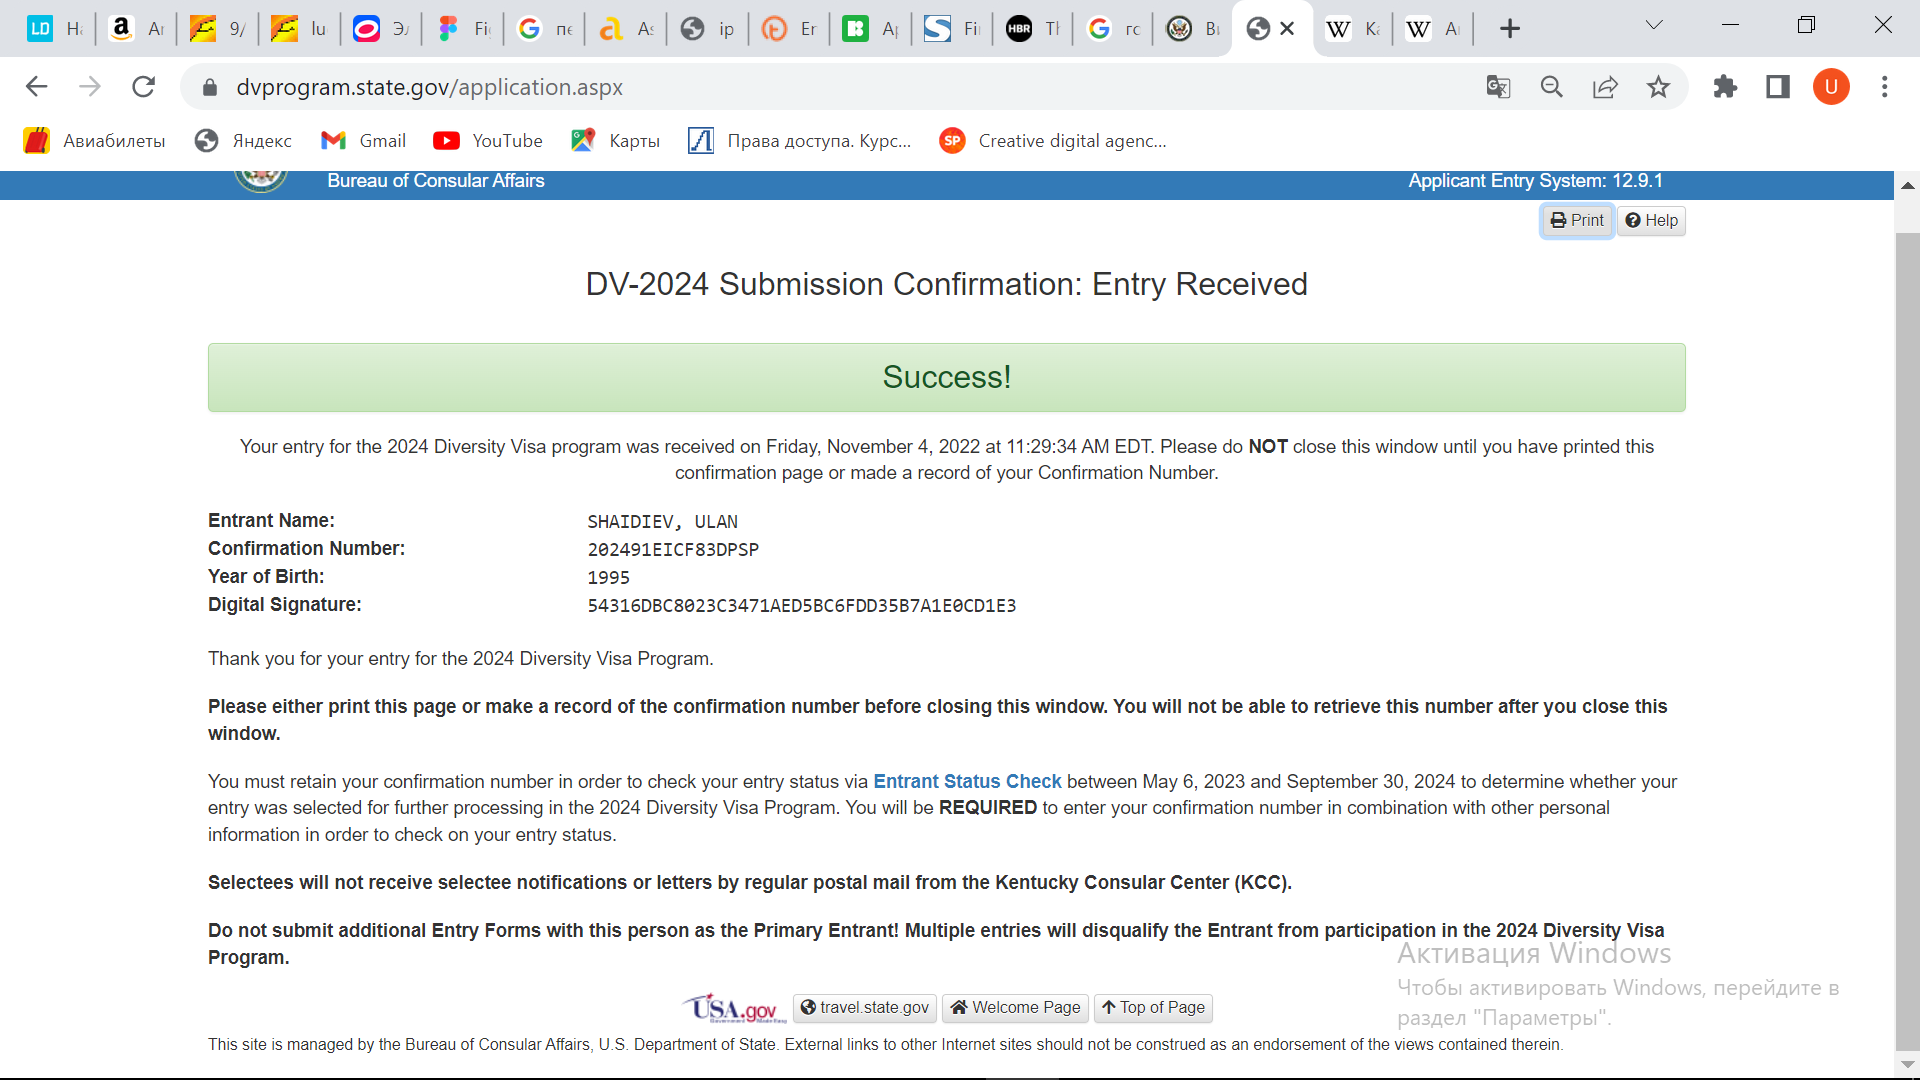 LD Ha a Ar 9/ lu Эл Fi G пе As ip Er Ap Fi HBR Th G гс Ви W Ка W Ar
dvprogram.state.gov/application.aspx U
Авиабилеты Яндекс Gmail YouTube Карты Права доступа. Курс... SP Creative digital agenc...
Bureau of Consular Affairs Applicant Entry System: 12.9.1
Print Help
DV-2024 Submission Confirmation: Entry Received
Success!
Your entry for the 2024 Diversity Visa program was received on Friday, November 4, 2022 at 11:29:34 AM EDT. Please do NOT close this window until you have printed this
confirmation page or made a record of your Confirmation Number.
Entrant Name: SHAIDIEV, ULAN
Confirmation Number: 202491EICF83DPSP
Year of Birth: 1995
Digital Signature: 54316DBC8023C3471AED5BC6FDD35B7A1E0CD1E3
Thank you for your entry for the 2024 Diversity Visa Program.
Please either print this page or make a record of the confirmation number before closing this window. You will not be able to retrieve this number after you close this
window.
You must retain your confirmation number in order to check your entry status via Entrant Status Check between May 6, 2023 and September 30, 2024 to determine whether your
entry was selected for further processing in the 2024 Diversity Visa Program. You will be REQUIRED to enter your confirmation number in combination with other personal
information in order to check on your entry status.
Selectees will not receive selectee notifications or letters by regular postal mail from the Kentucky Consular Center (KCC).
Do not submit additional Entry Forms with this person as the Primary Entrant! Multiple entries will disqualify the Entrant from participation in the 2024 Diversity Visa
Program.
Активация Windows
Чтобы активировать Windows, перейдите в
раздел "Параметры".
USA.gov travel.state.gov Welcome Page Top of Page
This site is managed by the Bureau of Consular Affairs, U.S. Department of State. External links to other Internet sites should not be construed as an endorsement of the views contained therein.